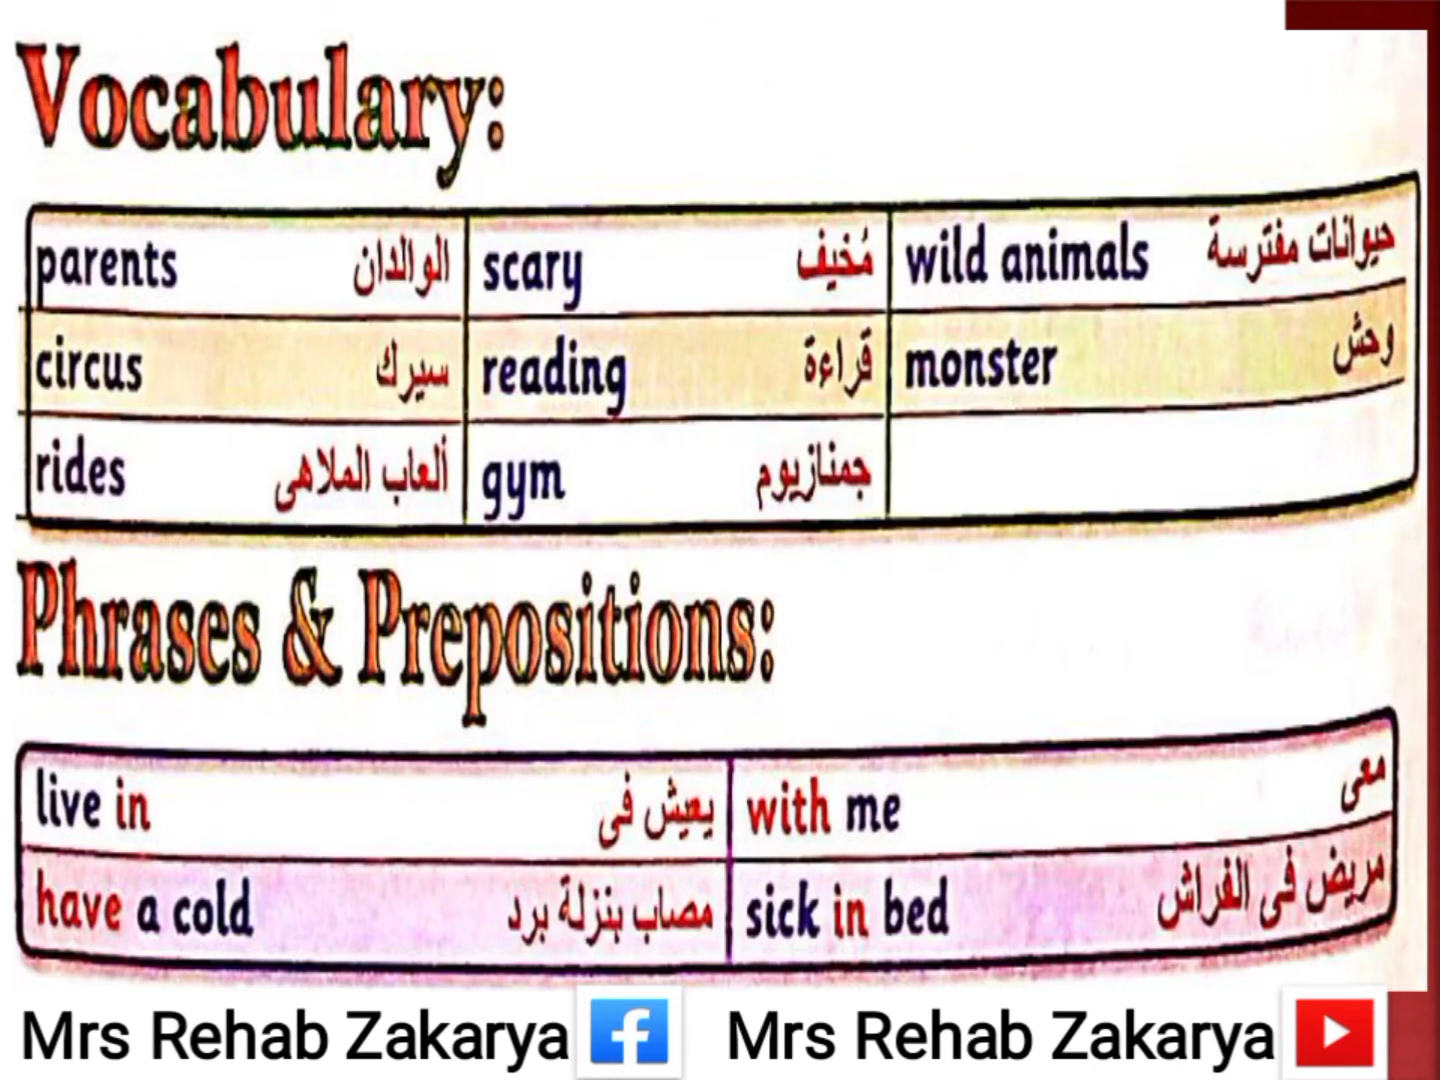 Vocabulary:
parents الوالدان scary مُخيف wild animals حيوانات مفترسة
circus سيرك reading قراءة monster وحش
rides ألعاب الملاهى gym جمنازيوم
Phrases & Prepositions:
live in يعيش فى with me معى
have a cold مصاب بنزلة برد sick in bed مريض فى الفراش
Mrs Rehab Zakarya f Mrs Rehab Zakarya